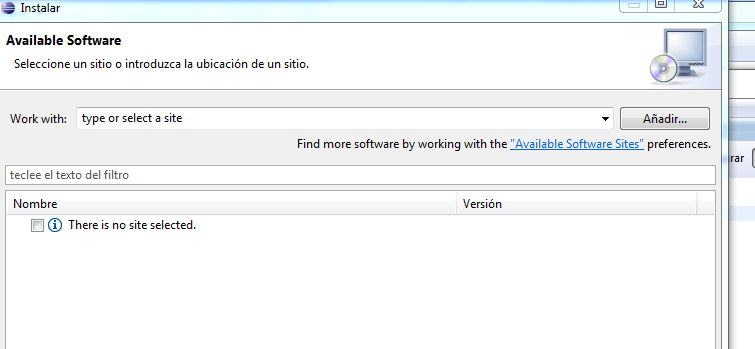 Instalar
Available Software
Seleccione un sitio o introduzca la ubicación de un sitio.
Work with: type or select a site Añadir...
Find more software by working with the "Available Software Sites" preferences.
teclee el texto del filtro
Nombre Versión
There is no site selected.
rar